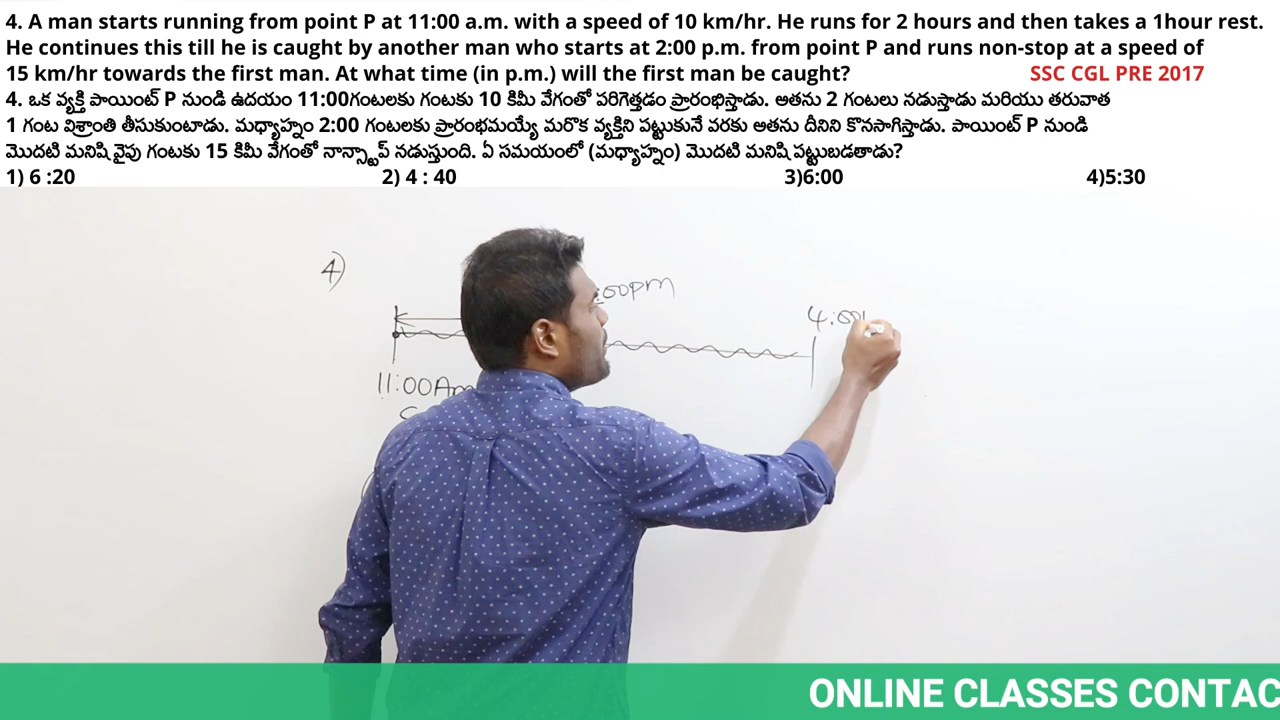 4. A man starts running from point P at 11:00 a.m. with a speed of 10 km/hr. He runs for 2 hours and then takes a 1hour rest.
He continues this till he is caught by another man who starts at 2:00 p.m. from point P and runs non-stop at a speed of
15 km/hr towards the first man. At what time (in p.m.) will the first man be caught? SSC CGL PRE 2017
4. ఒక వ్యక్తి పాయింట్ P నుండి ఉదయం 11:00గంటలకు గంటకు 10 కిమీ వేగంతో పరిగెత్తడం ప్రారంభిస్తాడు. అతను 2 గంటలు నడుస్తాడు మరియు తరువాత
1 గంట విశ్రాంతి తీసుకుంటాడు. మధ్యాహ్నం 2:00 గంటలకు ప్రారంభమయ్యే మరొక వ్యక్తిని పట్టుకునే వరకు అతను దీనిని కొనసాగిస్తాడు. పాయింట్ P నుండి
మొదటి మనిషి వైపు గంటకు 15 కిమీ వేగంతో నాన్స్టాప్ నడుస్తుంది. ఏ సమయంలో (మధ్యాహ్నం) మొదటి మనిషి పట్టుబడతాడు?
1) 6 :20 2) 4 : 40 3)6:00 4)5:30
4)
:00pm
4:00
11:00Am
ONLINE CLASSES CONTAC